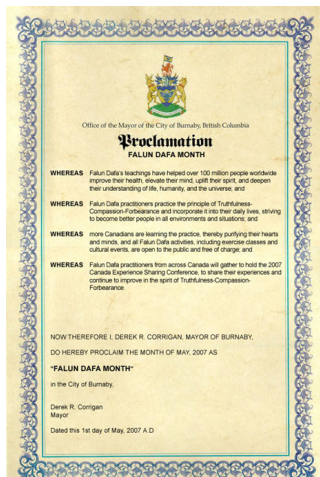 Office of the Mayor of the City of Burnaby, British Columbia
Proclamation
FALUN DAFA MONTH
WHEREAS Falun Dafa's teachings have helped over 100 million people worldwide
improve their health, elevate their mind, uplift their spirit, and deepen
their understanding of life, humanity, and the universe; and
WHEREAS Falun Dafa practitioners practice the principle of Truthfulness-
Compassion-Forbearance and incorporate it into their daily lives, striving
to become better people in all environments and situations; and
WHEREAS more Canadians are learning the practice, thereby purifying their hearts
and minds, and all Falun Dafa activities, including exercise classes and
cultural events, are open to the public and free of charge; and
WHEREAS Falun Dafa practitioners from across Canada will gather to hold the 2007
Canada Experience Sharing Conference, to share their experiences and
continue to improve in the spirit of Truthfulness-Compassion-
Forbearance.
NOW THEREFORE I, DEREK R. CORRIGAN, MAYOR OF BURNABY,
DO HEREBY PROCLAIM THE MONTH OF MAY, 2007 AS
"FALUN DAFA MONTH"
in the City of Burnaby,
Derek R. Corrigan
Mayor
Dated this 1st day of May, 2007 A.D